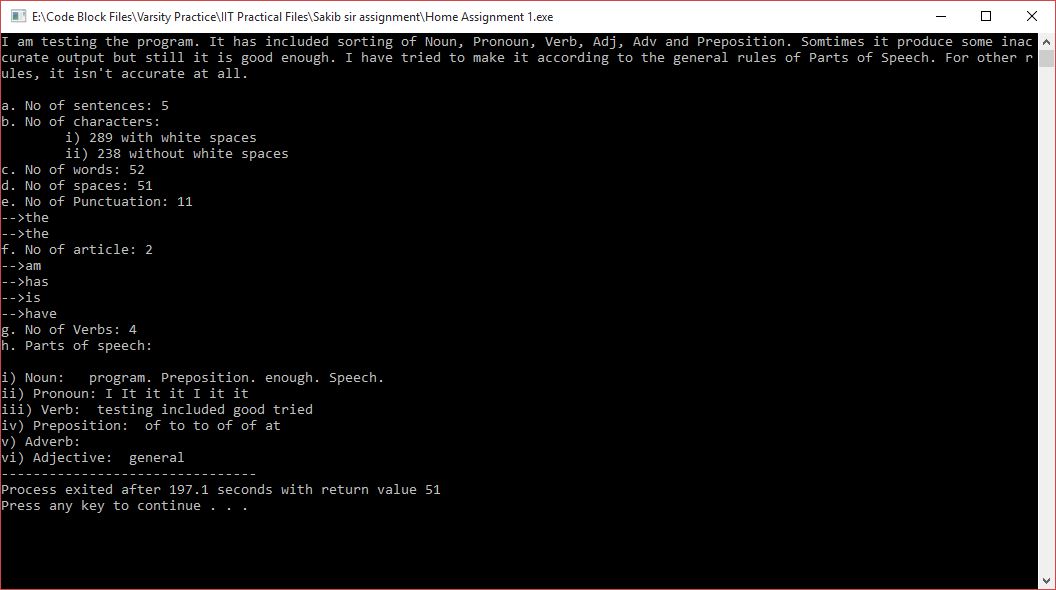 E:\Code Block Files\Varsity Practice\IIT Practical Files\Sakib sir assignment\Home Assignment 1.exe
I am testing the program. It has included sorting of Noun, Pronoun, Verb, Adj, Adv and Preposition. Somtimes it produce some inac
curate output but still it is good enough. I have tried to make it according to the general rules of Parts of Speech. For other r
ules, it isn't accurate at all.
a. No of sentences: 5
b. No of characters:
i) 289 with white spaces
ii) 238 without white spaces
c. No of words: 52
d. No of spaces: 51
e. No of Punctuation: 11
-->the
-->the
f. No of article: 2
-->am
-->has
-->is
-->have
g. No of Verbs: 4
h. Parts of speech:
i) Noun:   program. Preposition. enough. Speech.
ii) Pronoun: I It it it I it it
iii) Verb:  testing included good tried
iv) Preposition:  of to to of of at
v) Adverb:
vi) Adjective:  general
--------------------------------
Process exited after 197.1 seconds with return value 51
Press any key to continue . . .